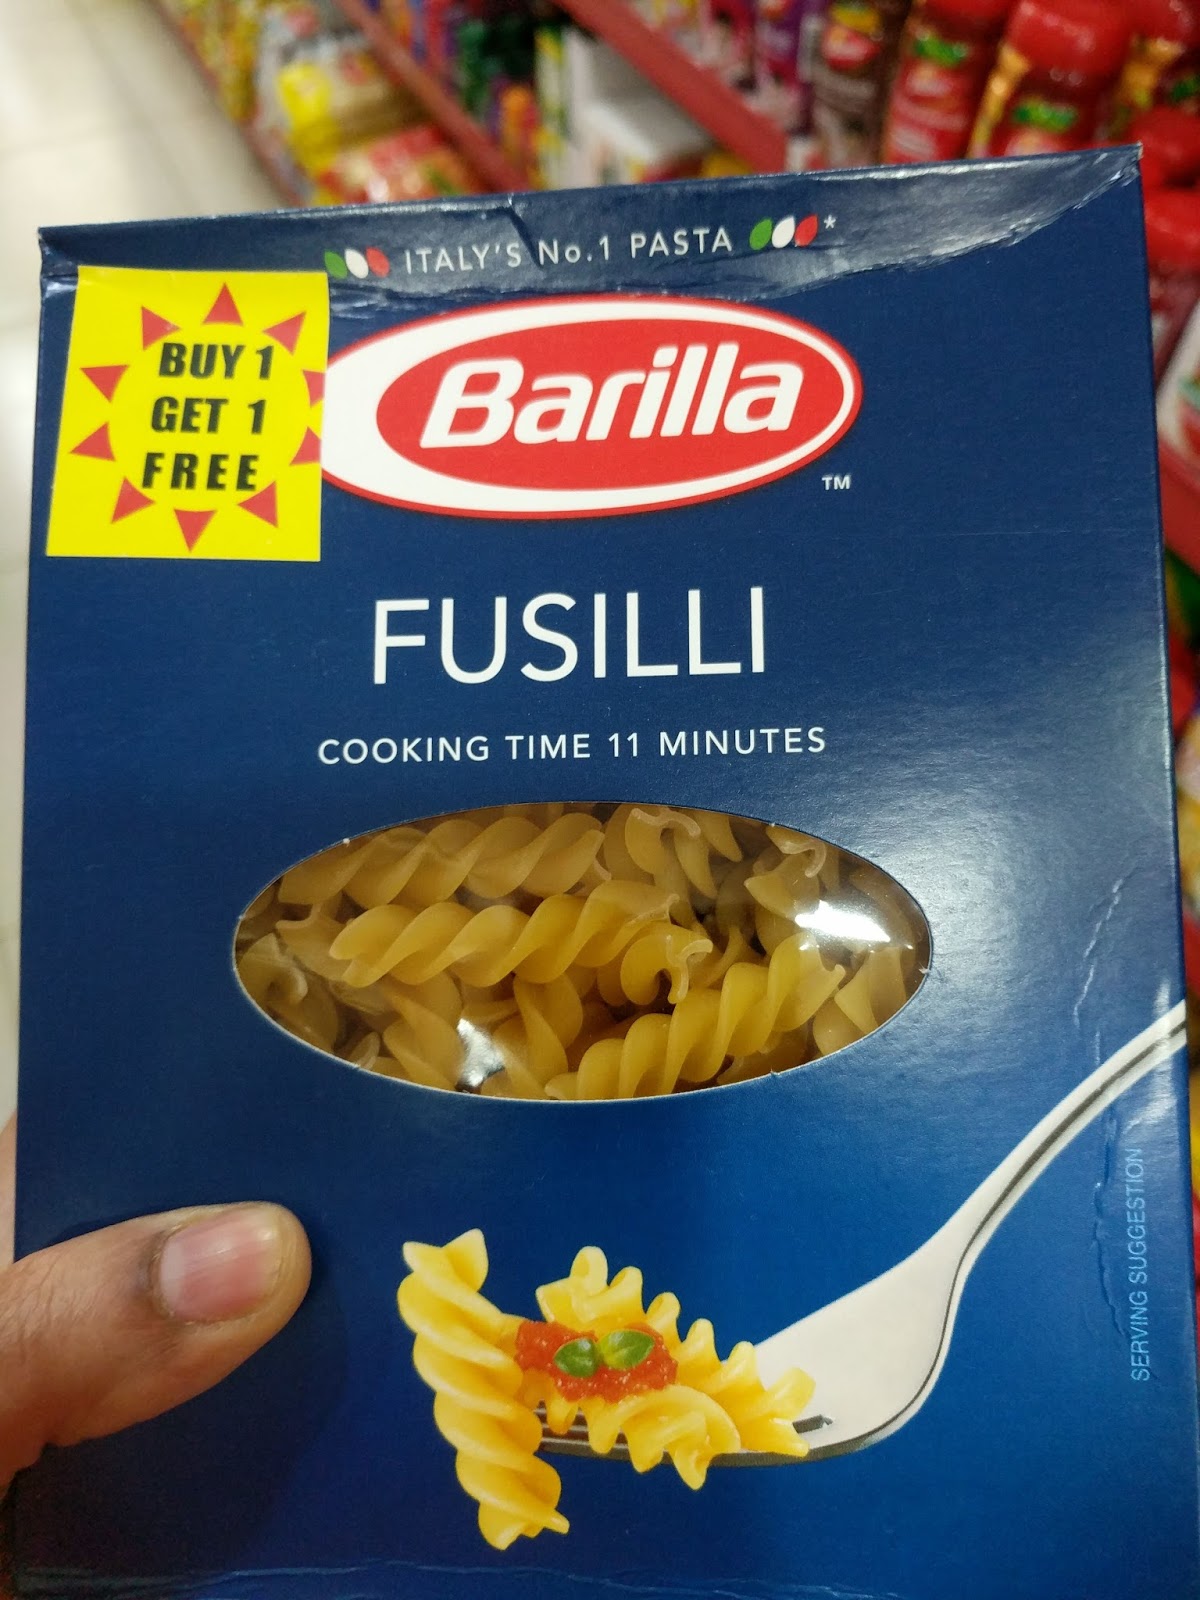 ITALY'S No.1 PASTA *
BUY 1
GET 1
FREE
Barilla
TM
FUSILLI
COOKING TIME 11 MINUTES
SERVING SUGGESTION